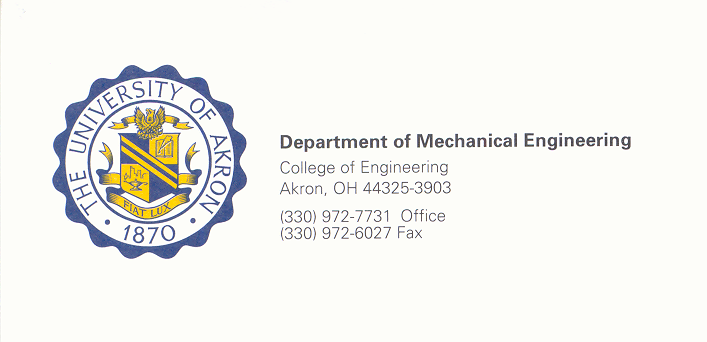 THE UNIVERSITY OF AKRON
FIAT LUX
• 1870 •
Department of Mechanical Engineering
College of Engineering
Akron, OH 44325-3903
(330) 972-7731 Office
(330) 972-6027 Fax